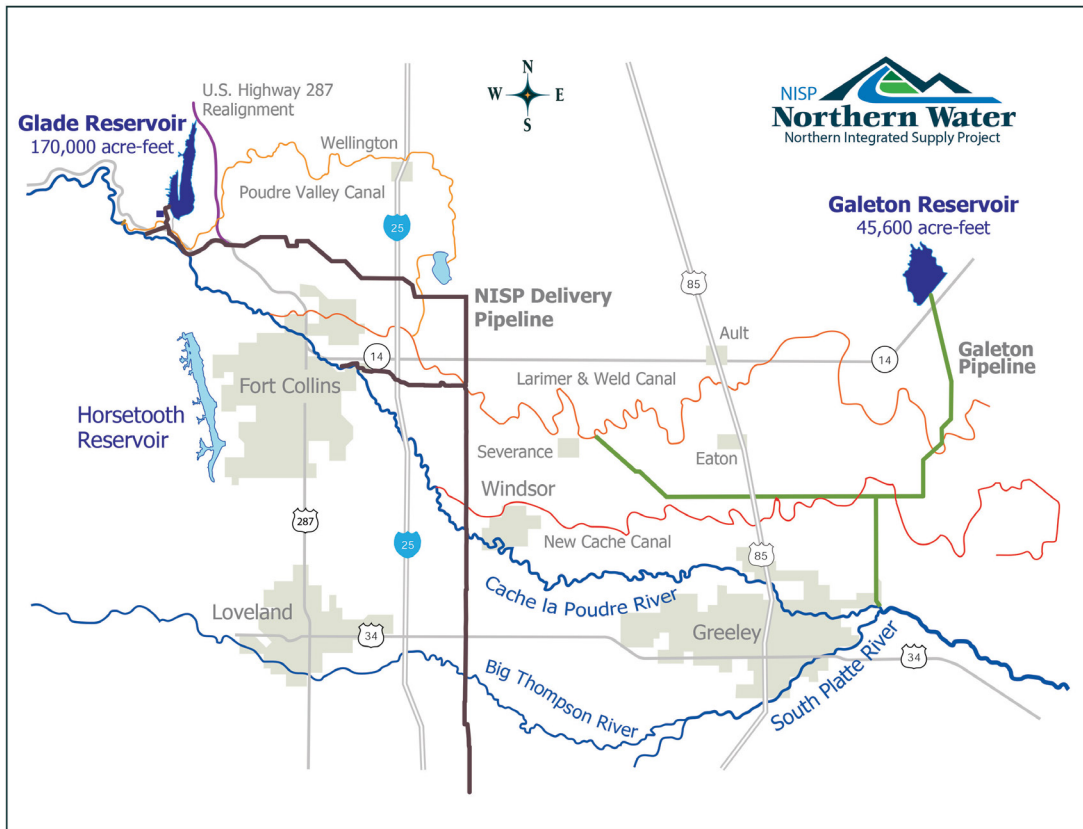 N
W
E
S
NISP
Northern Water
Northern Integrated Supply Project
U.S. Highway 287
Realignment
Glade Reservoir
170,000 acre-feet
Wellington
Poudre Valley Canal
25
Galeton Reservoir
45,600 acre-feet
85
NISP Delivery
Pipeline
Ault
14
14
Galeton
Pipeline
Larimer & Weld Canal
Fort Collins
Horsetooth
Reservoir
Severance
Eaton
Windsor
287
25
New Cache Canal
85
Cache la Poudre River
Loveland
34
Greeley
Big Thompson River
South Platte River
34